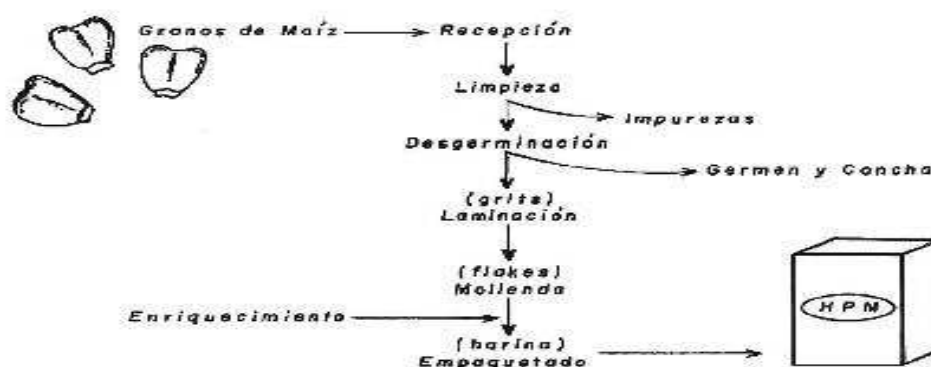 Granos de Maíz
Recepción
Limpieza
Impurezas
Desgerminación
Germen y Concha
(grits)
Laminación
(flakes)
Molienda
Enriquecimiento
(harina)
Empaquetado
HPM